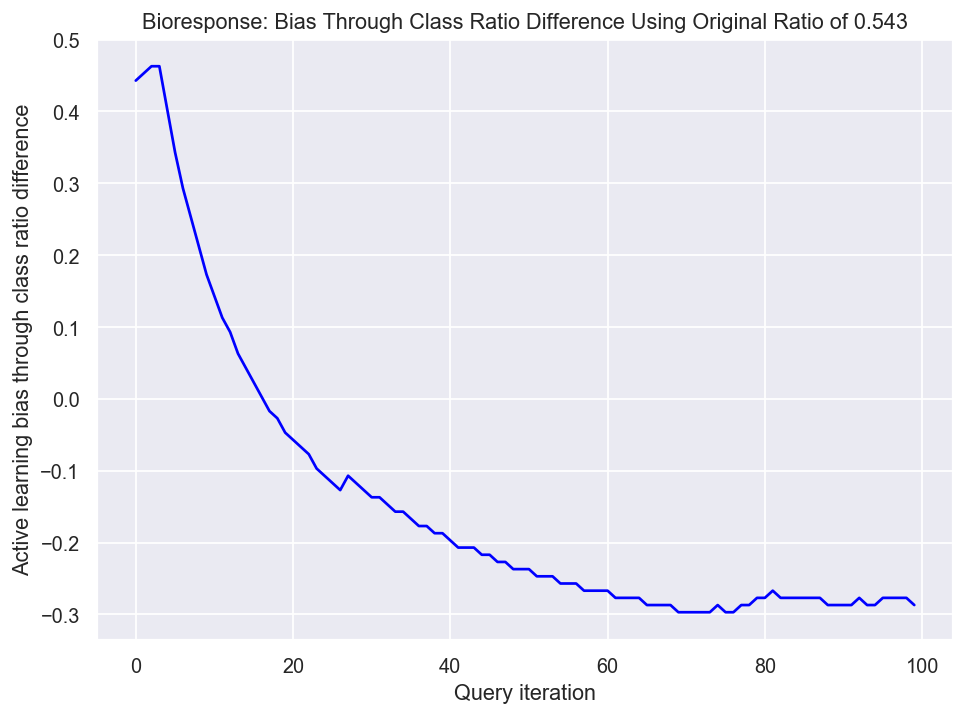 Bioresponse: Bias Through Class Ratio Difference Using Original Ratio of 0.543
Active learning bias through class ratio difference
0.5
0.4
0.3
0.2
0.1
0.0
−0.1
−0.2
−0.3
0 20 40 60 80 100
Query iteration